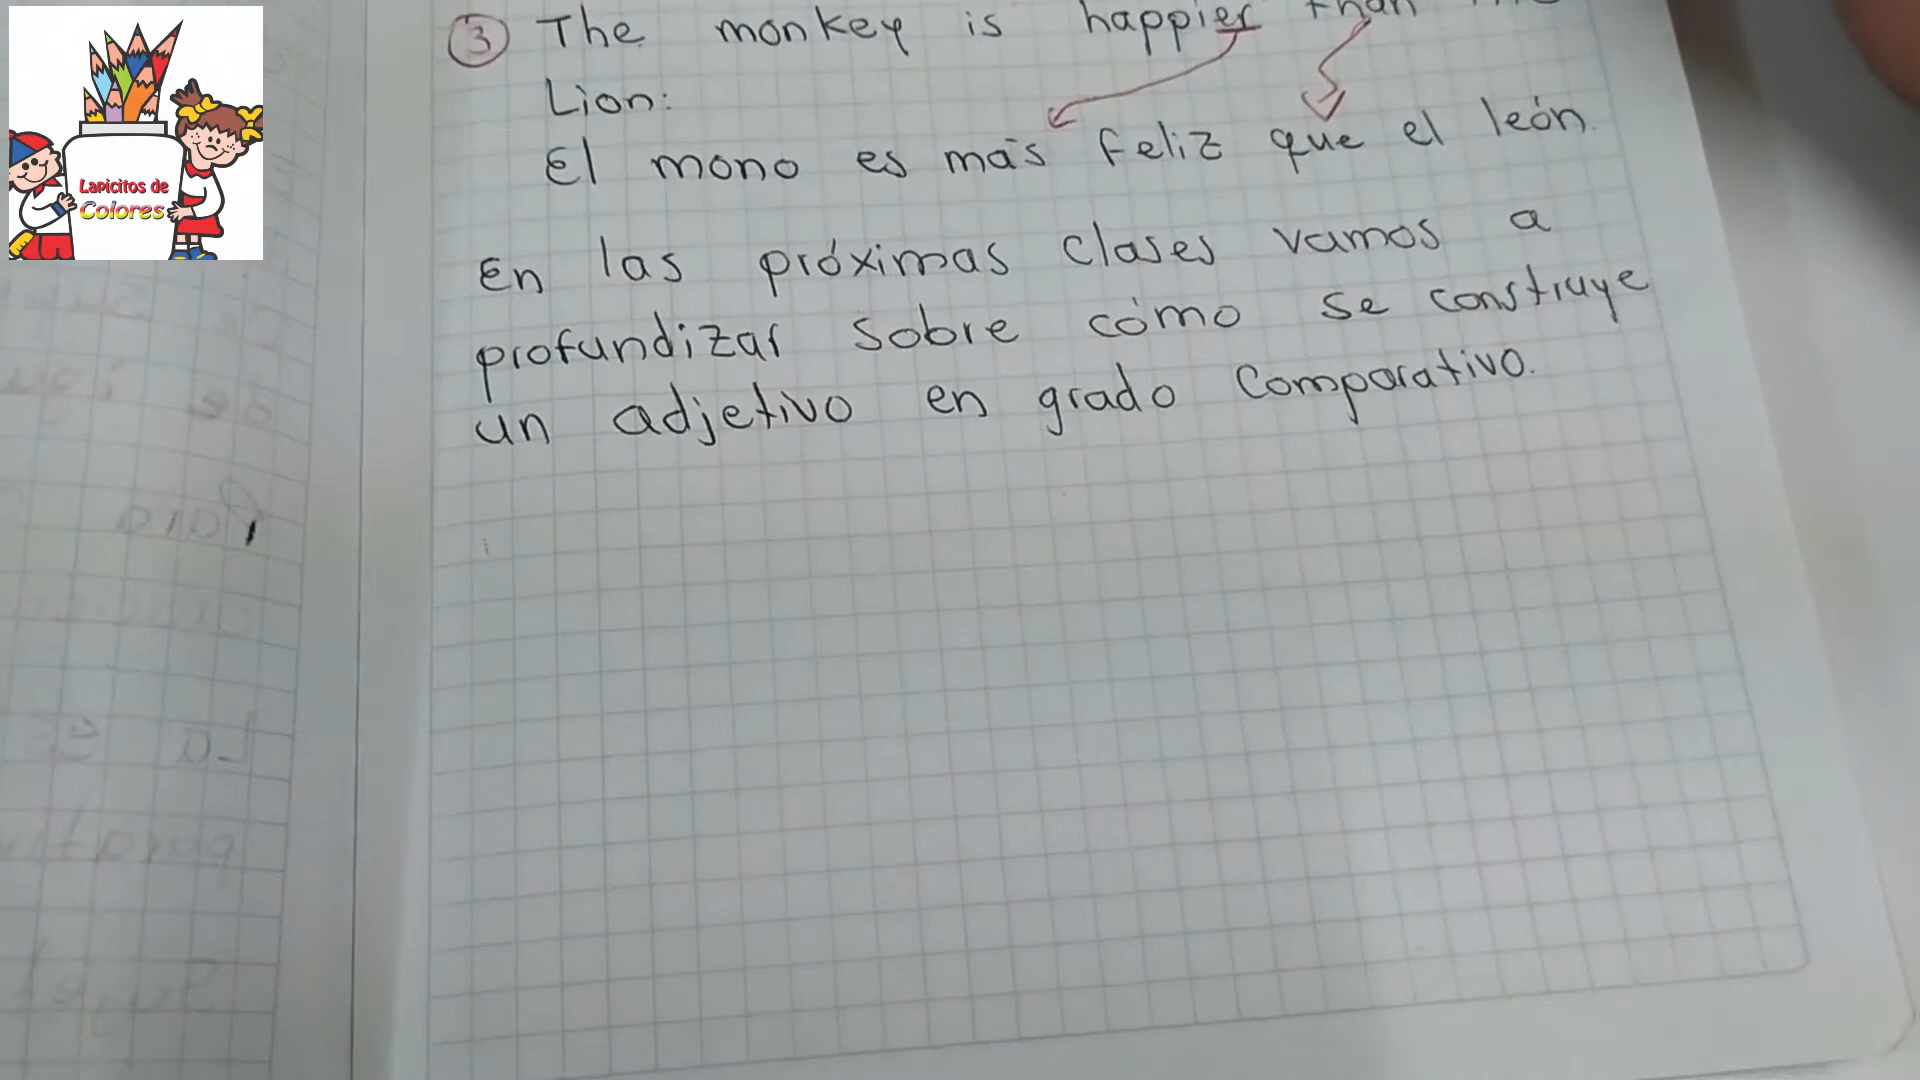 Lapicitos de
Colores
3 The monkey is happier than
Lion:
El mono es más feliz que el león
En las próximas clases vamos a
profundizar sobre cómo se construye
un adjetivo en grado comparativo.